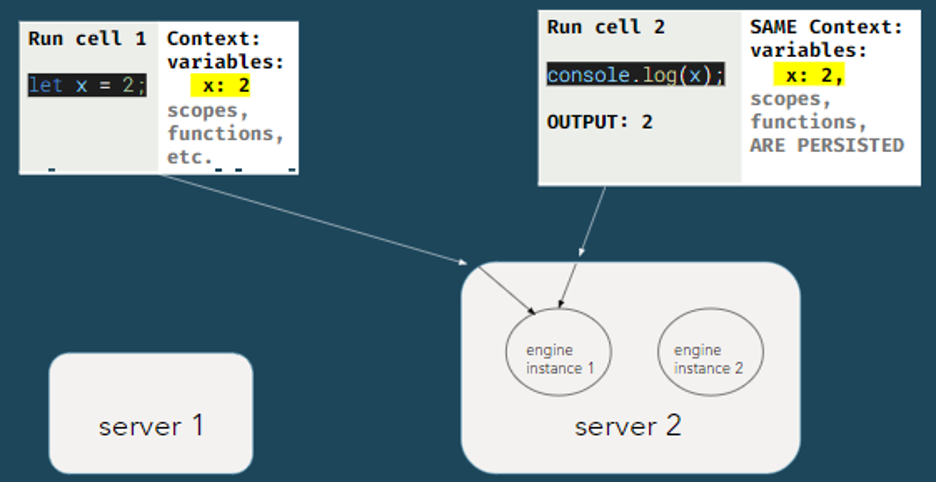 Run cell 1
let x = 2;
Context:
variables:
x: 2
scopes,
functions,
etc.
Run cell 2
console.log(x);
OUTPUT: 2
SAME Context:
variables:
x: 2,
scopes,
functions,
ARE PERSISTED
server 1
engine
instance 1
engine
instance 2
server 2